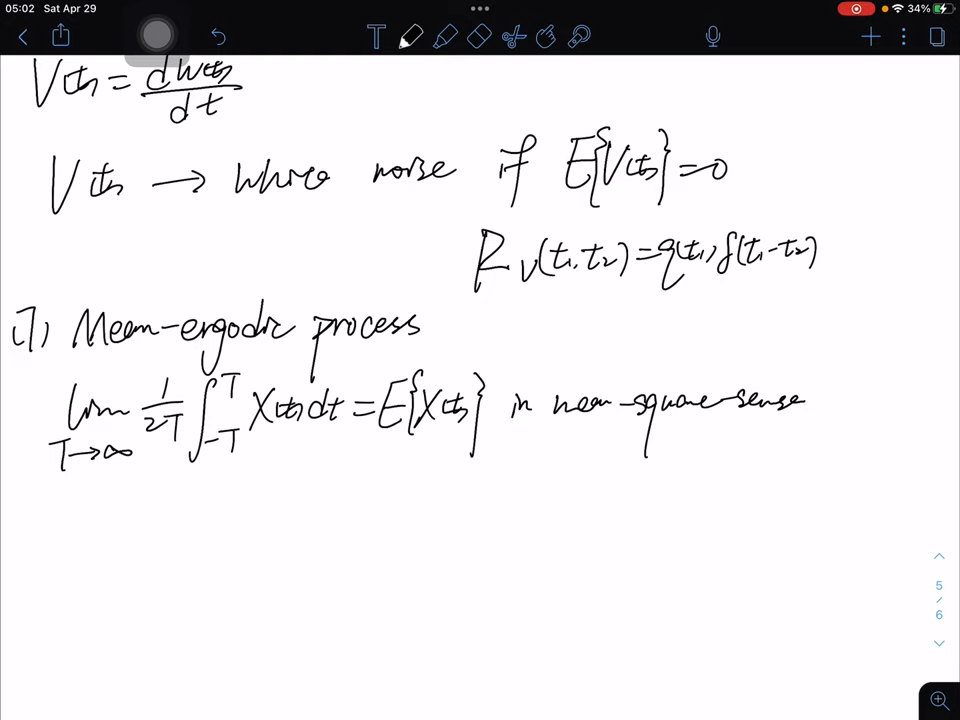 05:02 Sat Apr 29
34%
V(t) = dW(t)/dt
V(t) → white noise if E{V(t)} = 0
R_V(t₁, t₂) = q(t₁) δ(t₁ - t₂)
(7) Mean-ergodic process
lim_{T→∞} 1/2T ∫_{-T}^{T} X(t) dt = E{X(t)} in mean-square-sense
5
/
6